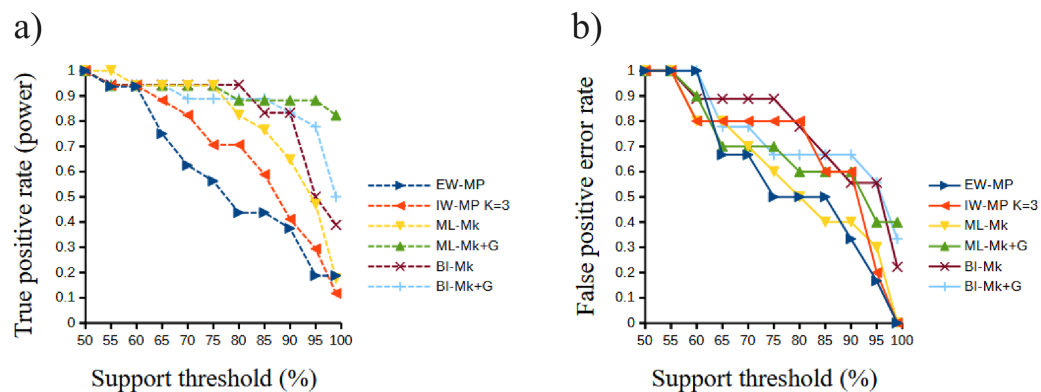 a)
True positive rate (power)
1
0.9
0.8
0.7
0.6
0.5
0.4
0.3
0.2
0.1
0
50 55 60 65 70 75 80 85 90 95 100
Support threshold (%)
EW-MP
IW-MP K=3
ML-Mk
ML-Mk+G
BI-Mk
BI-Mk+G
b)
False positive error rate
1
0.9
0.8
0.7
0.6
0.5
0.4
0.3
0.2
0.1
0
50 55 60 65 70 75 80 85 90 95 100
Support threshold (%)
EW-MP
IW-MP K=3
ML-Mk
ML-Mk+G
BI-Mk
BI-Mk+G